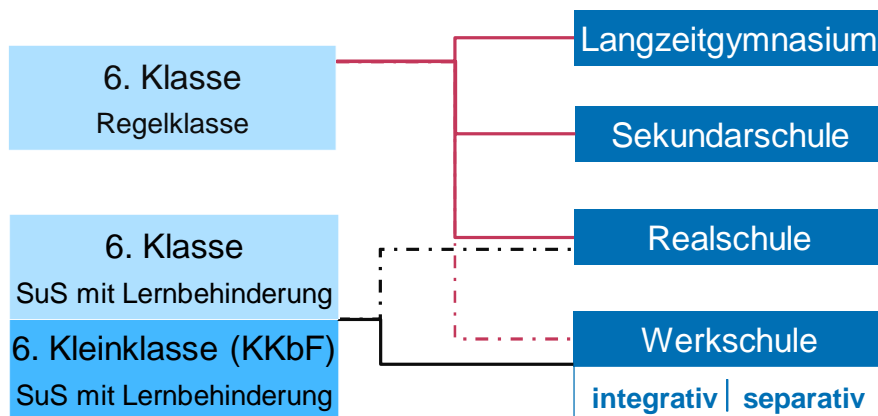 6. Klasse
Regelklasse
6. Klasse
SuS mit Lernbehinderung
6. Kleinklasse (KKbF)
SuS mit Lernbehinderung
Langzeitgymnasium
Sekundarschule
Realschule
Werkschule
integrativ | separativ